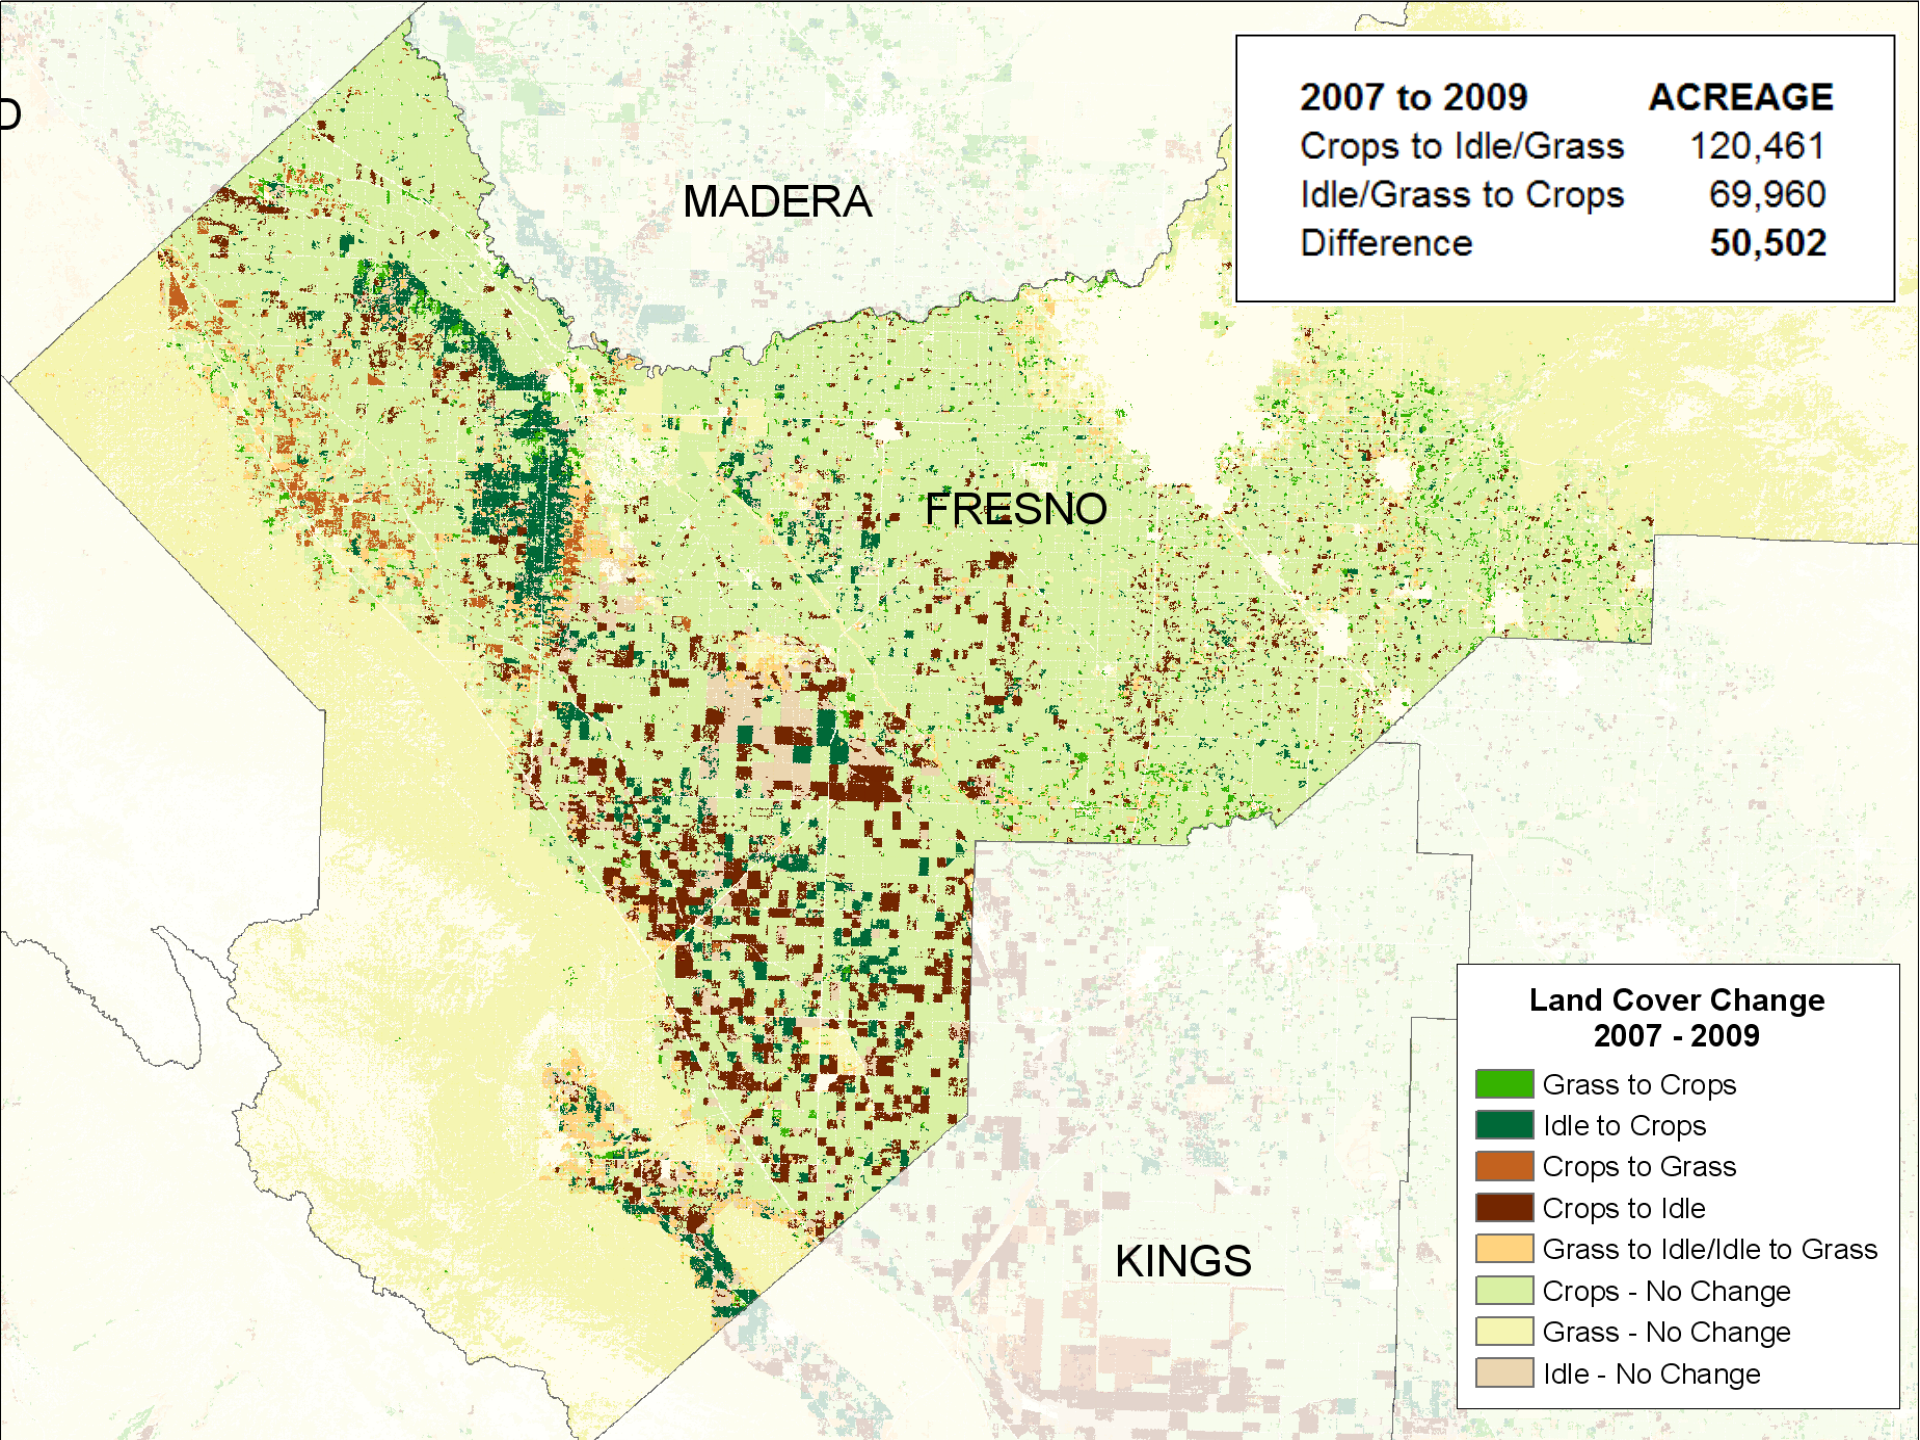 2007 to 2009 ACREAGE
Crops to Idle/Grass 120,461
Idle/Grass to Crops 69,960
Difference 50,502
D
MADERA
FRESNO
KINGS
Land Cover Change
2007 - 2009
Grass to Crops
Idle to Crops
Crops to Grass
Crops to Idle
Grass to Idle/Idle to Grass
Crops - No Change
Grass - No Change
Idle - No Change